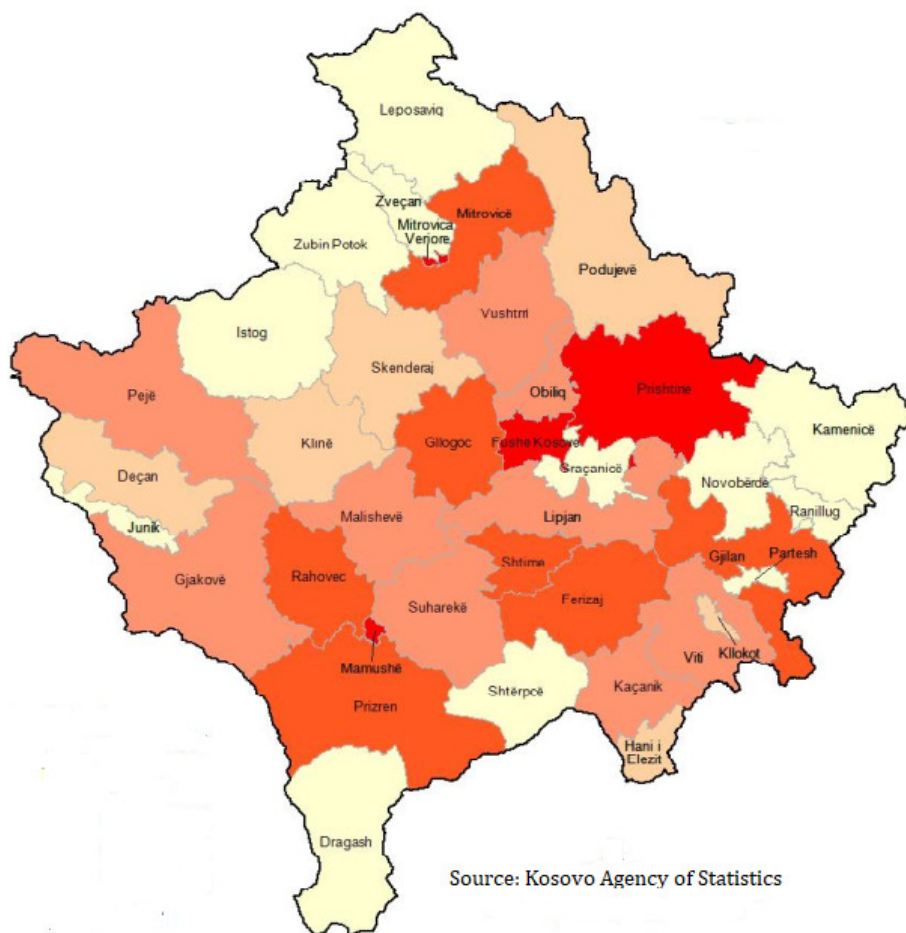 Leposaviq
Zveçan
Mitrovicë
Mitrovica
Veriore
Zubin Potok
Podujevë
Vushtrri
Istog
Skenderaj
Pejë
Obiliq
Prishtinë
Kamenicë
Klinë
Gllogoc
Fushë Kosovë
Graçanicë
Deçan
Novobërdë
Ranillug
Junik
Malishevë
Lipjan
Gjilan
Partesh
Shtime
Gjakovë
Rahovec
Ferizaj
Suharekë
Viti
Kllokot
Mamushë
Kaçanik
Shtërpcë
Prizren
Hani i
Elezit
Dragash
Source: Kosovo Agency of Statistics